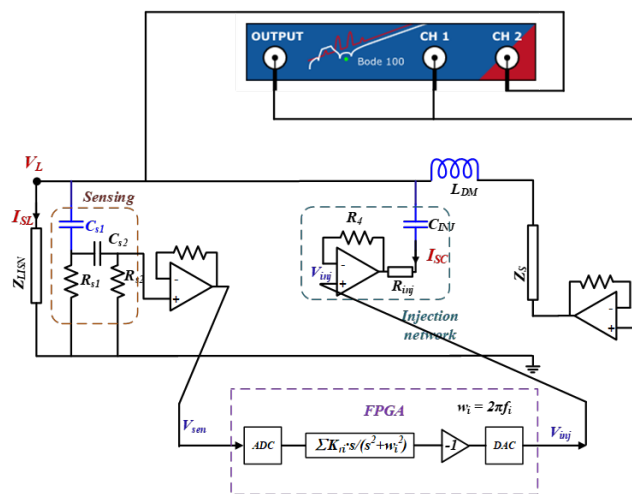 OUTPUT
CH 1
CH 2
Bode 100
V_L
Sensing
L_DM
I_SL
C_s1
C_s2
R_4
C_INJ
Z_LISN
R_s1
R_s2
V_inj
I_SC
R_inj
Z_S
Injection
network
FPGA
w_i = 2πf_i
V_sen
ADC
ΣK_ri·s/(s²+w_i²)
-1
DAC
V_inj